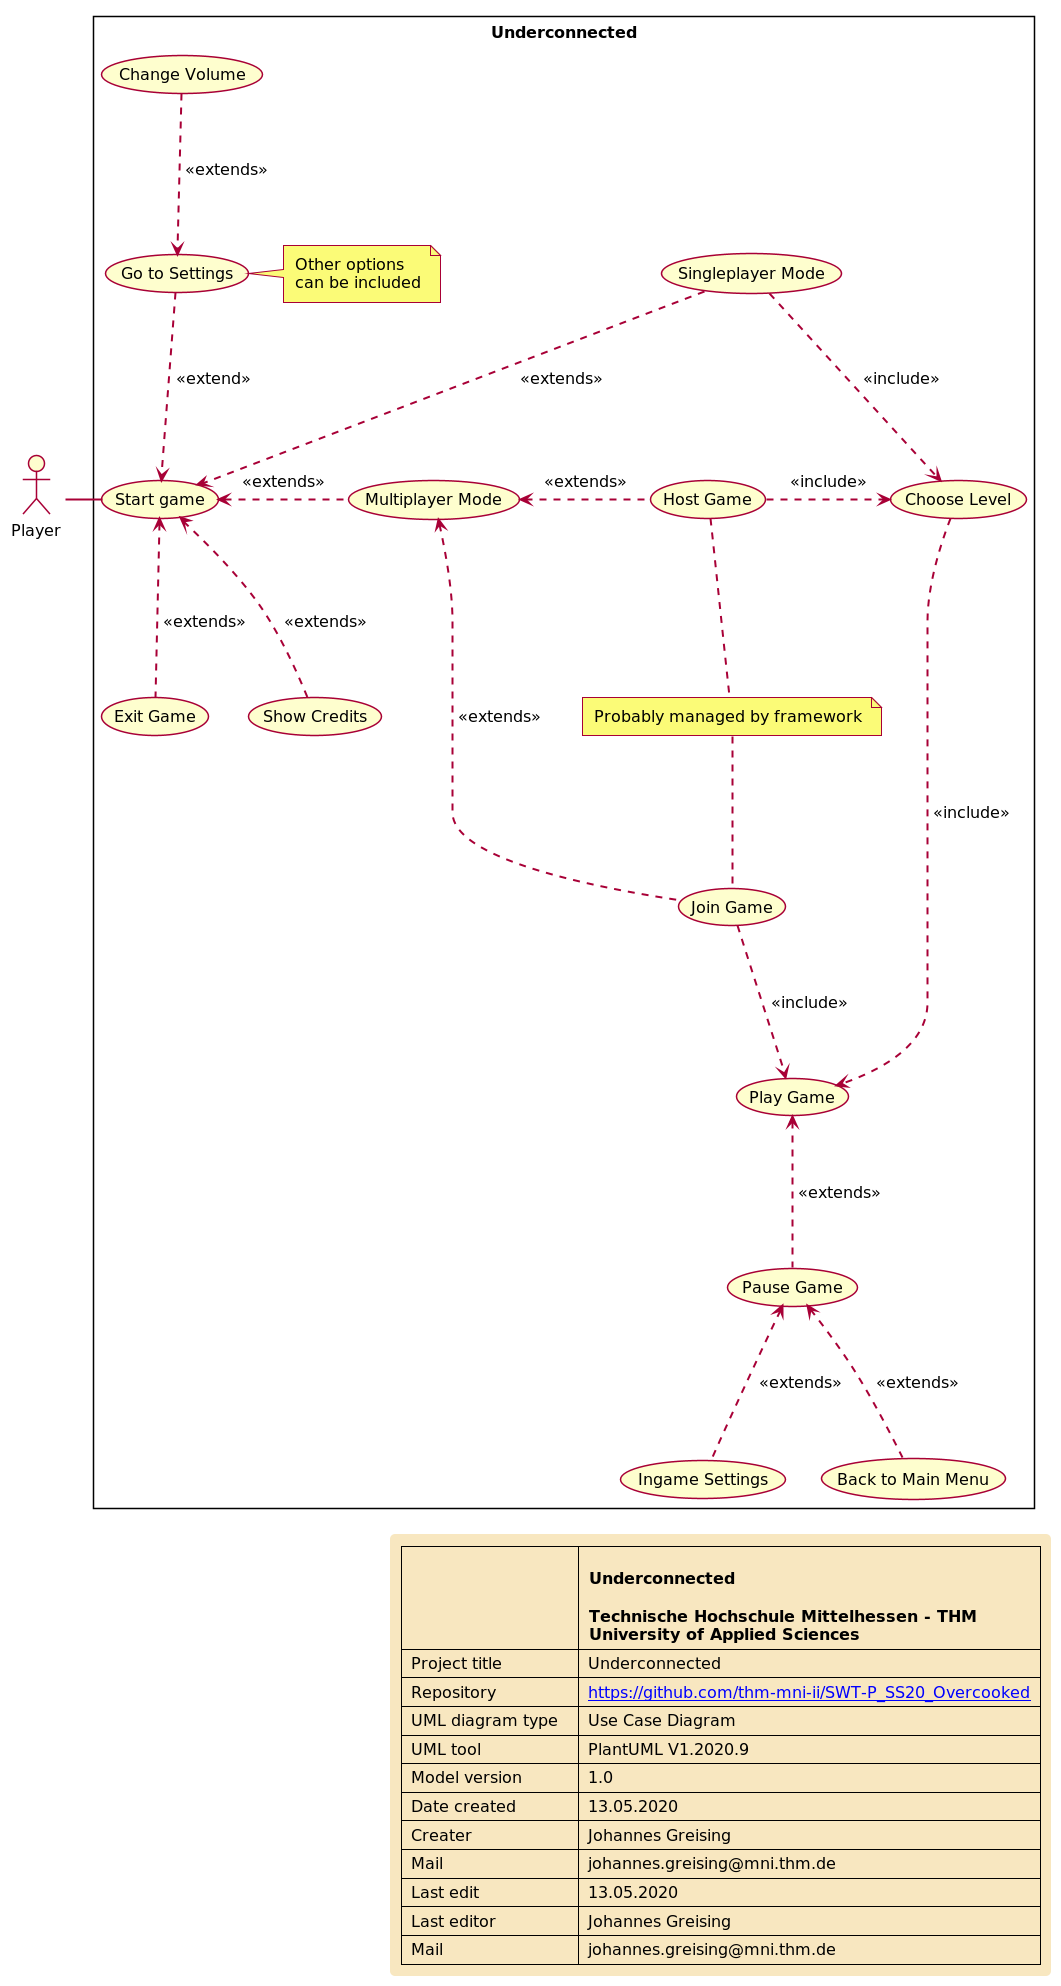 Underconnected
Change Volume
«extends»
Go to Settings
Other options
can be included
Singleplayer Mode
«extend»
«extends»
«include»
Player
Start game
«extends»
Multiplayer Mode
«extends»
Host Game
«include»
Choose Level
«extends»
«extends»
Exit Game
Show Credits
«extends»
Probably managed by framework
«include»
Join Game
«include»
Play Game
«extends»
Pause Game
«extends»
«extends»
Ingame Settings
Back to Main Menu
Underconnected
Technische Hochschule Mittelhessen - THM
University of Applied Sciences
Project title Underconnected
Repository https://github.com/thm-mni-ii/SWT-P_SS20_Overcooked
UML diagram type Use Case Diagram
UML tool PlantUML V1.2020.9
Model version 1.0
Date created 13.05.2020
Creater Johannes Greising
Mail johannes.greising@mni.thm.de
Last edit 13.05.2020
Last editor Johannes Greising
Mail johannes.greising@mni.thm.de